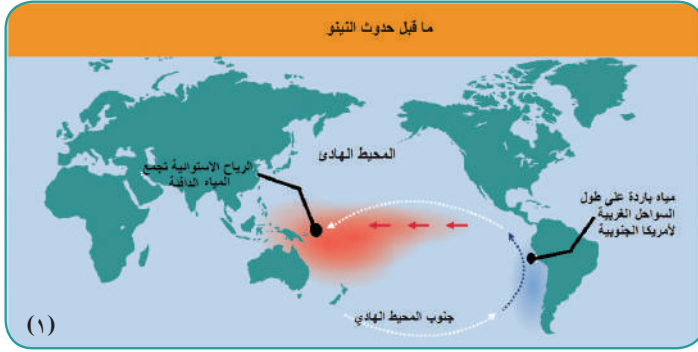 ما قبل حدوث النينو
المحيط الهادئ
الرياح الاستوائية تجمع
المياه الدافئة
مياه باردة على طول
السواحل الغربية
لأمريكا الجنوبية
جنوب المحيط الهادي
(١)